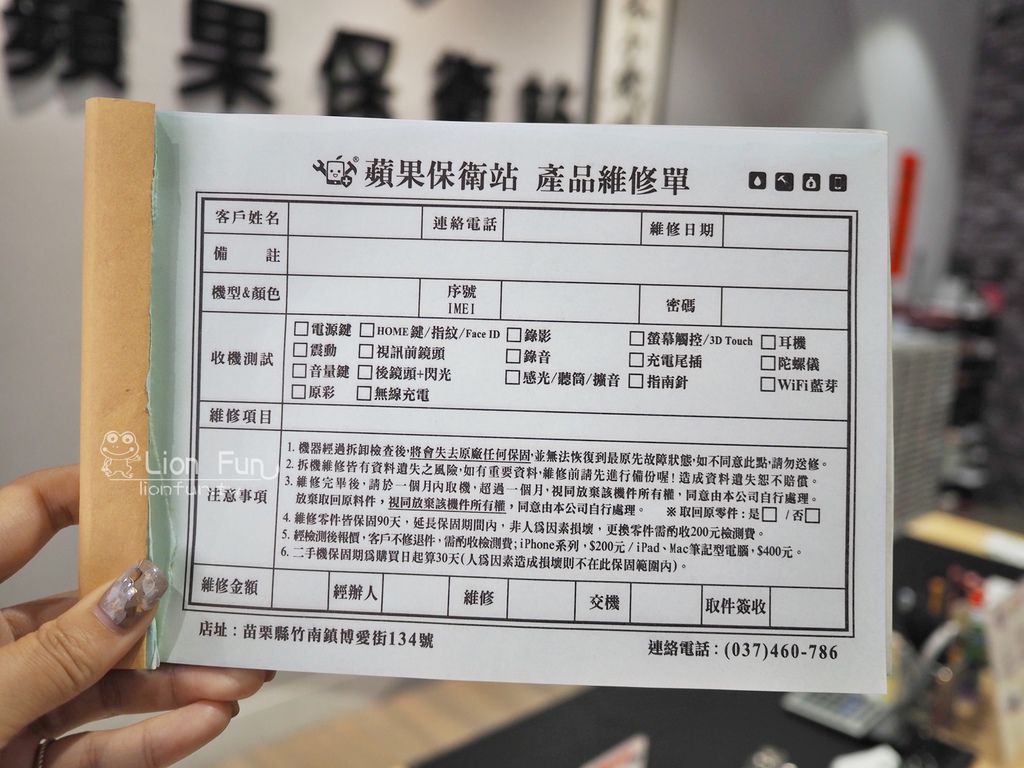 蘋果保衛站
蘋果保衛站 產品維修單
客戶姓名 連絡電話 維修日期
備 註
機型&顏色 序號 IMEI 密碼
收機測試
□電源鍵 □HOME鍵/指紋/Face ID □錄影 □螢幕觸控/3D Touch □耳機
□震動 □視訊前鏡頭 □錄音 □充電尾插 □陀螺儀
□音量鍵 □後鏡頭+閃光 □感光/聽筒/擴音 □指南針 □WiFi藍芽
□原彩 □無線充電
維修項目
注意事項
1. 機器經過拆卸檢查後,將會失去原廠任何保固,並無法恢復到最原先故障狀態,如不同意此點,請勿送修。
2. 拆機維修皆有資料遺失之風險,如有重要資料,維修前請先進行備份喔!造成資料遺失恕不賠償。
3. 維修完畢後,請於一個月內取機,超過一個月,視同放棄該機件所有權,同意由本公司自行處理。
放棄取回原料件,視同放棄該機件所有權,同意由本公司自行處理。 ※取回原零件:是□ /否□
4. 維修零件皆保固90天,延長保固期間內,非人為因素損壞,更換零件需酌收200元檢測費。
5. 經檢測後報價,客戶不修退件,需酌收檢測費;iPhone系列,$200元/iPad、Mac筆記型電腦,$400元。
6. 二手機保固期為購買日起算30天(人為因素造成損壞則不在此保固範圍內)。
維修金額 經辦人 維修 交機 取件簽收
店址:苗栗縣竹南鎮博愛街134號 連絡電話:(037)460-786
Lion Fun